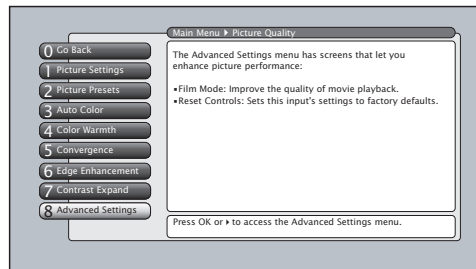 Main Menu ▸ Picture Quality
0 Go Back
1 Picture Settings
2 Picture Presets
3 Auto Color
4 Color Warmth
5 Convergence
6 Edge Enhancement
7 Contrast Expand
8 Advanced Settings
The Advanced Settings menu has screens that let you
enhance picture performance:
▪Film Mode: Improve the quality of movie playback.
▪Reset Controls: Sets this input's settings to factory defaults.
Press OK or ▸ to access the Advanced Settings menu.